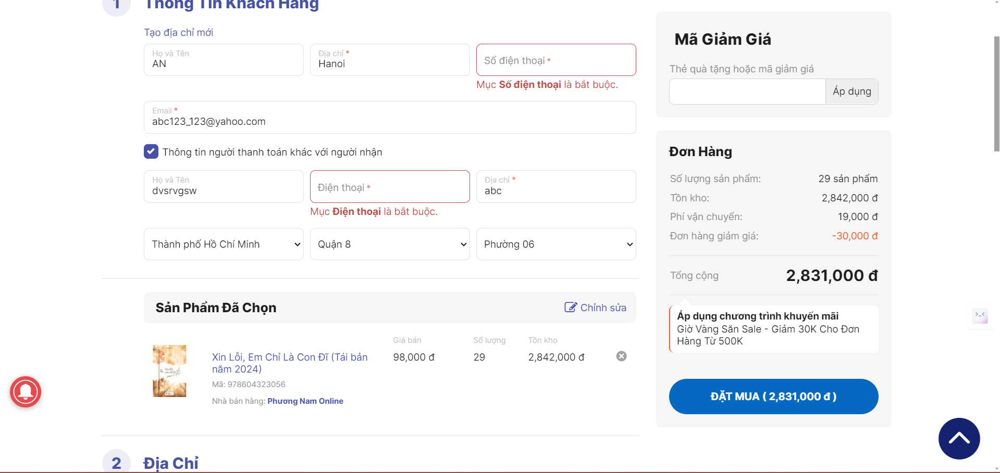 1
Thông Tin Khách Hàng
Tạo địa chỉ mới
Họ và Tên
AN
Địa chỉ *
Hanoi
Số điện thoại *
Mục Số điện thoại là bắt buộc.
Email *
abc123_123@yahoo.com
Thông tin người thanh toán khác với người nhận
Họ và Tên
dvsrvgsw
Điện thoại *
Mục Điện thoại là bắt buộc.
Địa chỉ *
abc
Thành phố Hồ Chí Minh
Quận 8
Phường 06
Sản Phẩm Đã Chọn
Chỉnh sửa
Giá bán
Số lượng
Tồn kho
Xin Lỗi, Em Chỉ Là Con Đĩ (Tái bản
năm 2024)
98,000 đ
29
2,842,000 đ
Mã: 978604323056
Nhà bán hàng: Phương Nam Online
2
Địa Chỉ
Mã Giảm Giá
Thẻ quà tặng hoặc mã giảm giá
Áp dụng
Đơn Hàng
Số lượng sản phẩm: 29 sản phẩm
Tồn kho: 2,842,000 đ
Phí vận chuyển: 19,000 đ
Đơn hàng giảm giá: -30,000 đ
Tổng cộng 2,831,000 đ
Áp dụng chương trình khuyến mãi
Giờ Vàng Săn Sale - Giảm 30K Cho Đơn
Hàng Từ 500K
ĐẶT MUA ( 2,831,000 đ )